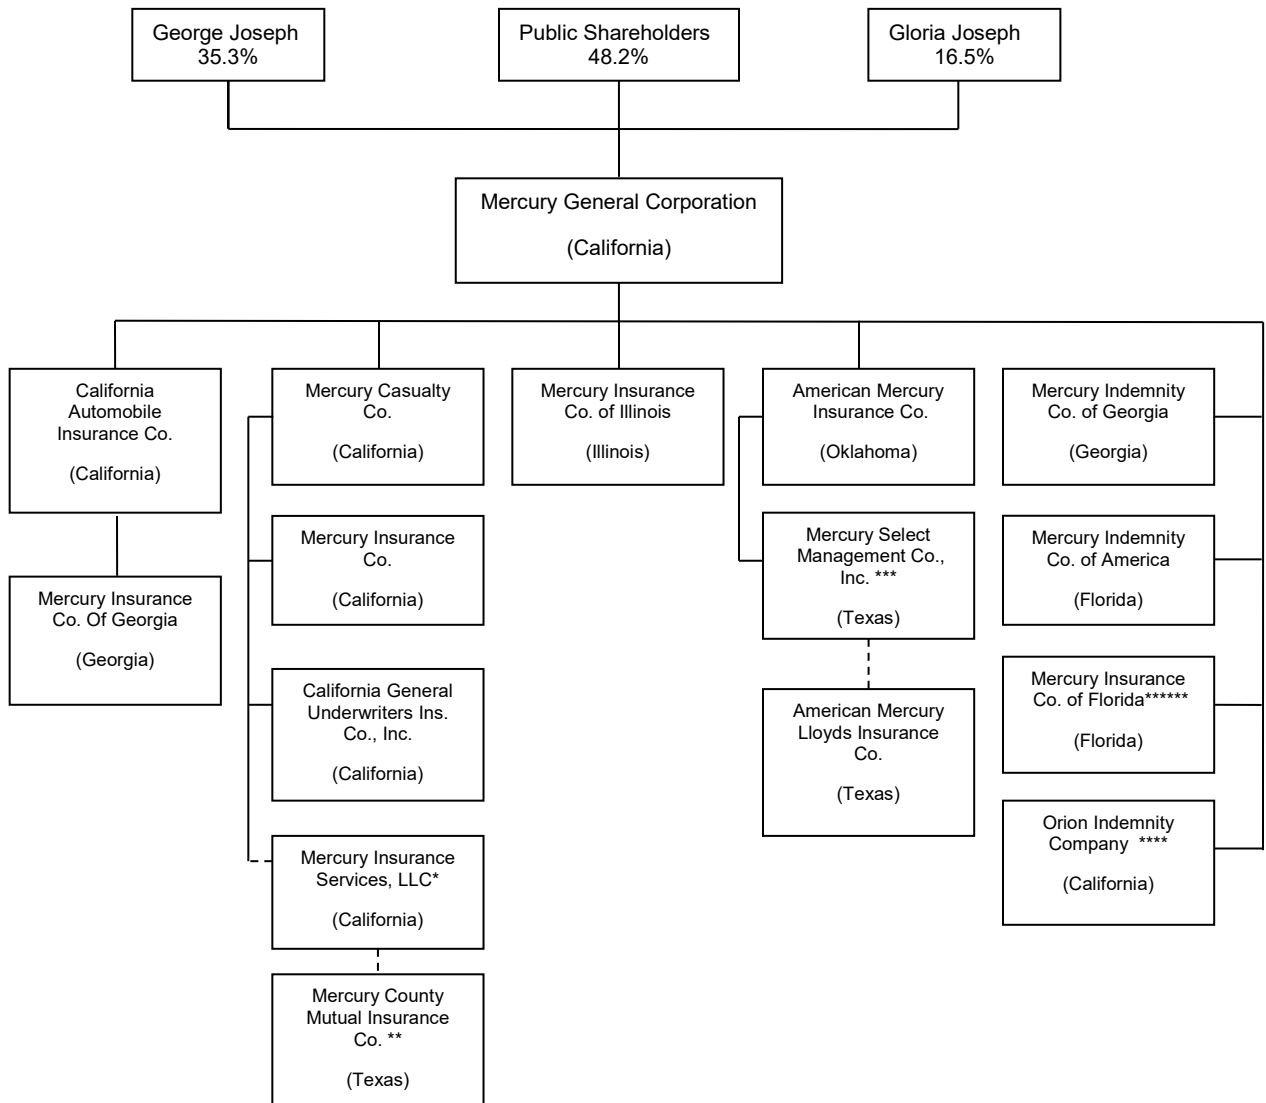 George Joseph
35.3%
Public Shareholders
48.2%
Gloria Joseph
16.5%
Mercury General Corporation
(California)
California
Automobile
Insurance Co.
(California)
Mercury Insurance
Co. Of Georgia
(Georgia)
Mercury Casualty
Co.
(California)
Mercury Insurance
Co.
(California)
California General
Underwriters Ins.
Co., Inc.
(California)
Mercury Insurance
Services, LLC*
(California)
Mercury County
Mutual Insurance
Co. **
(Texas)
Mercury Insurance
Co. of Illinois
(Illinois)
American Mercury
Insurance Co.
(Oklahoma)
Mercury Select
Management Co.,
Inc. ***
(Texas)
American Mercury
Lloyds Insurance
Co.
(Texas)
Mercury Indemnity
Co. of Georgia
(Georgia)
Mercury Indemnity
Co. of America
(Florida)
Mercury Insurance
Co. of Florida******
(Florida)
Orion Indemnity
Company ****
(California)